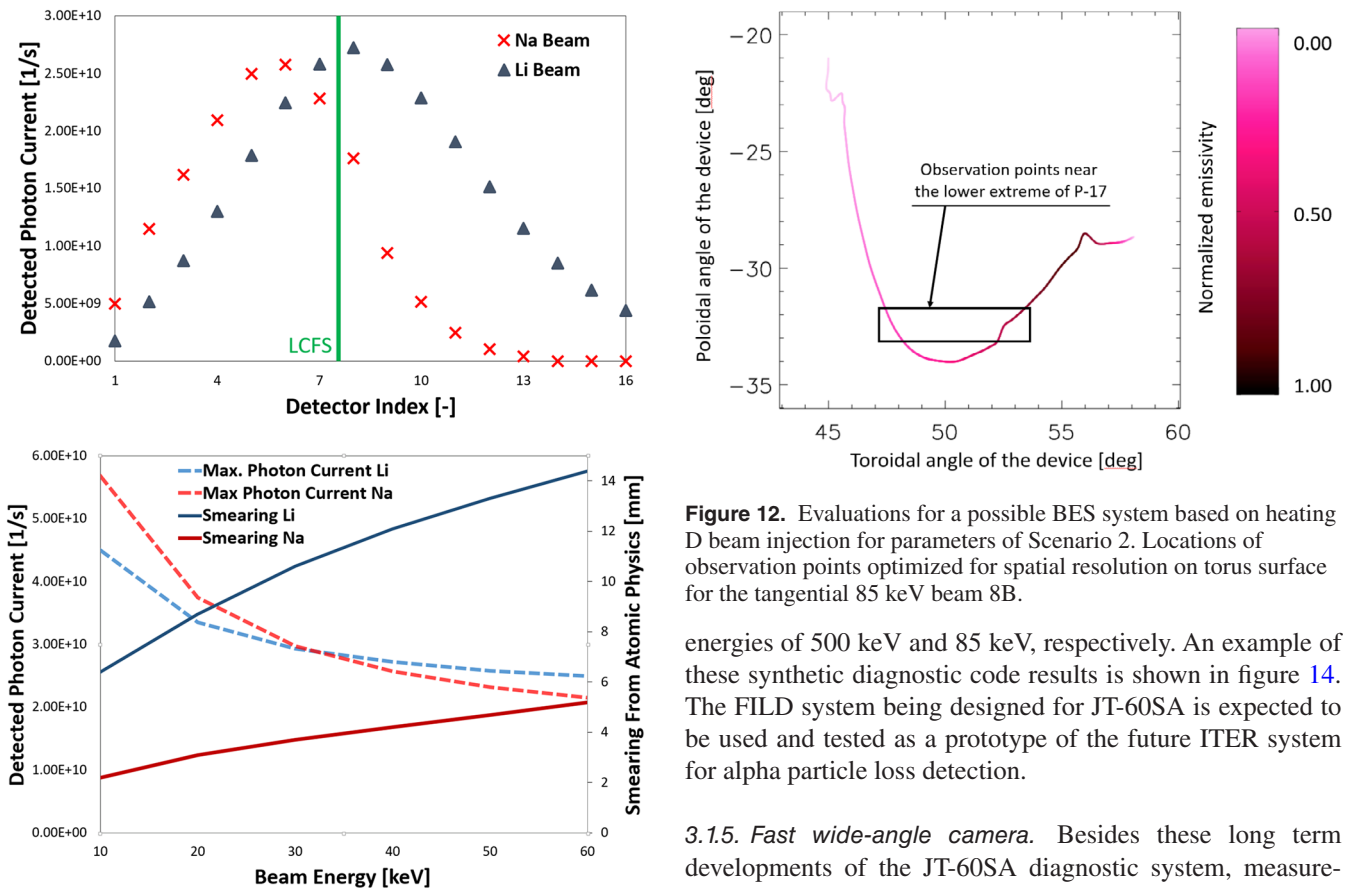 3.00E+10
2.50E+10
2.00E+10
1.50E+10
1.00E+10
5.00E+09
0.00E+00
Detected Photon Current [1/s]
Na Beam
Li Beam
LCFS
1
4
7
10
13
16
Detector Index [-]
6.00E+10
5.00E+10
4.00E+10
3.00E+10
2.00E+10
1.00E+10
0.00E+00
Detected Photon Current [1/s]
Max. Photon Current Li
Max Photon Current Na
Smearing Li
Smearing Na
14
12
10
8
6
4
2
0
Smearing From Atomic Physics [mm]
10
20
30
40
50
60
Beam Energy [keV]
−20
−25
−30
−35
Poloidal angle of the device [deg]
Observation points near
the lower extreme of P-17
45
50
55
60
Toroidal angle of the device [deg]
Normalized emissivity
0.00
0.50
1.00
Figure 12. Evaluations for a possible BES system based on heating
D beam injection for parameters of Scenario 2. Locations of
observation points optimized for spatial resolution on torus surface
for the tangential 85 keV beam 8B.
energies of 500 keV and 85 keV, respectively. An example of
these synthetic diagnostic code results is shown in figure 14.
The FILD system being designed for JT-60SA is expected to
be used and tested as a prototype of the future ITER system
for alpha particle loss detection.
3.1.5. Fast wide-angle camera. Besides these long term
developments of the JT-60SA diagnostic system, measure-